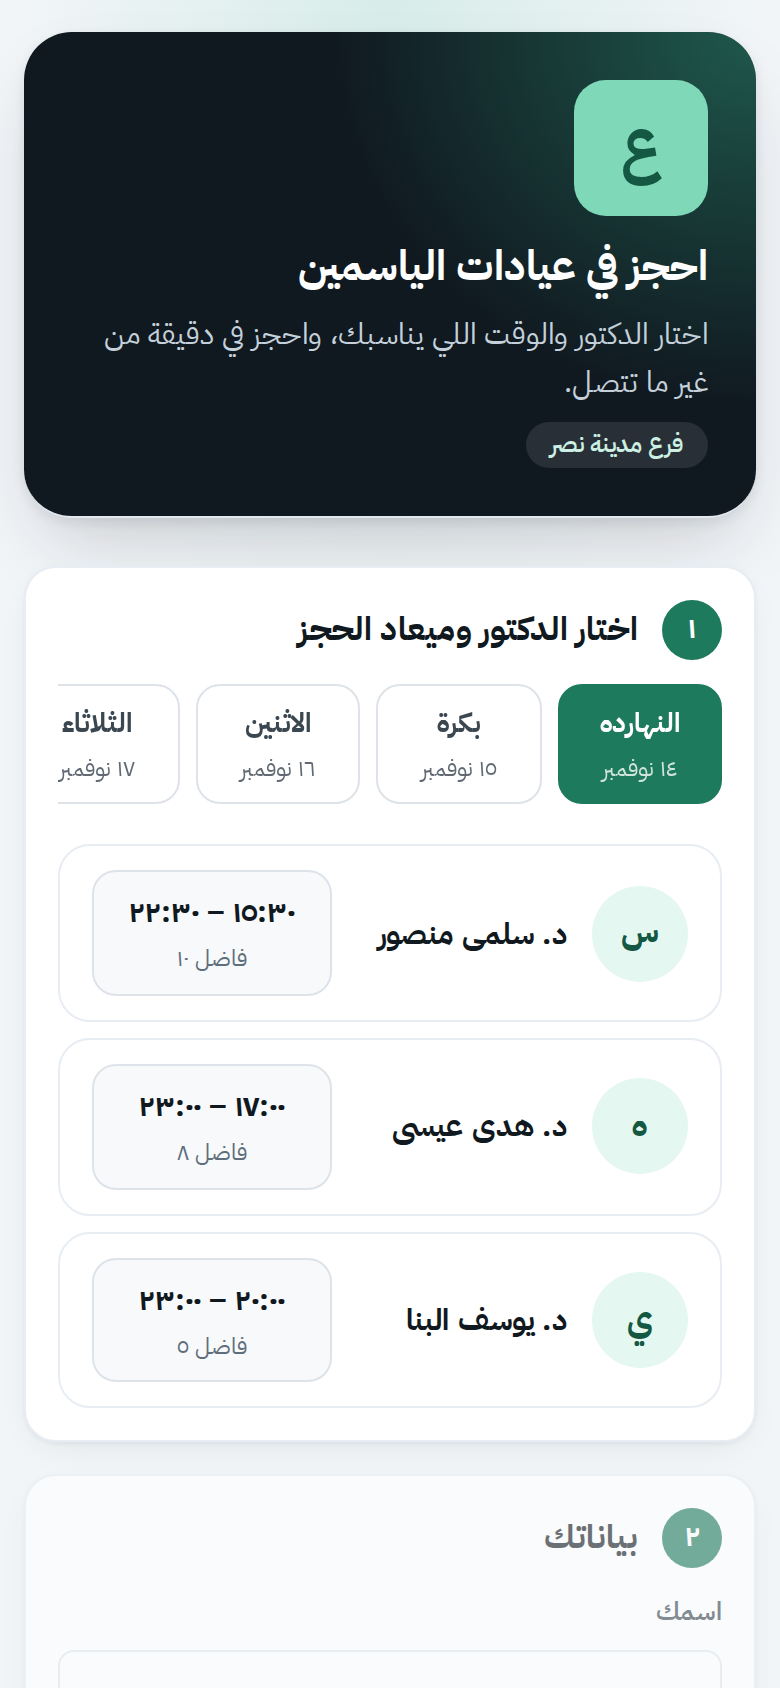 ع
احجز في عيادات الياسمين
اختار الدكتور والوقت اللي يناسبك، واحجز في دقيقة من
غير ما تتصل.
فرع مدينة نصر
١
اختار الدكتور وميعاد الحجز
النهارده
١٤ نوفمبر
بكرة
١٥ نوفمبر
الاثنين
١٦ نوفمبر
الثلاثاء
١٧ نوفمبر
س
د. سلمى منصور
١٥:٣٠ – ٢٢:٣٠
فاضل ١٠
ه
د. هدى عيسى
١٧:٠٠ – ٢٣:٠٠
فاضل ٨
ي
د. يوسف البنا
٢٠:٠٠ – ٢٣:٠٠
فاضل ٥
٢
بياناتك
اسمك